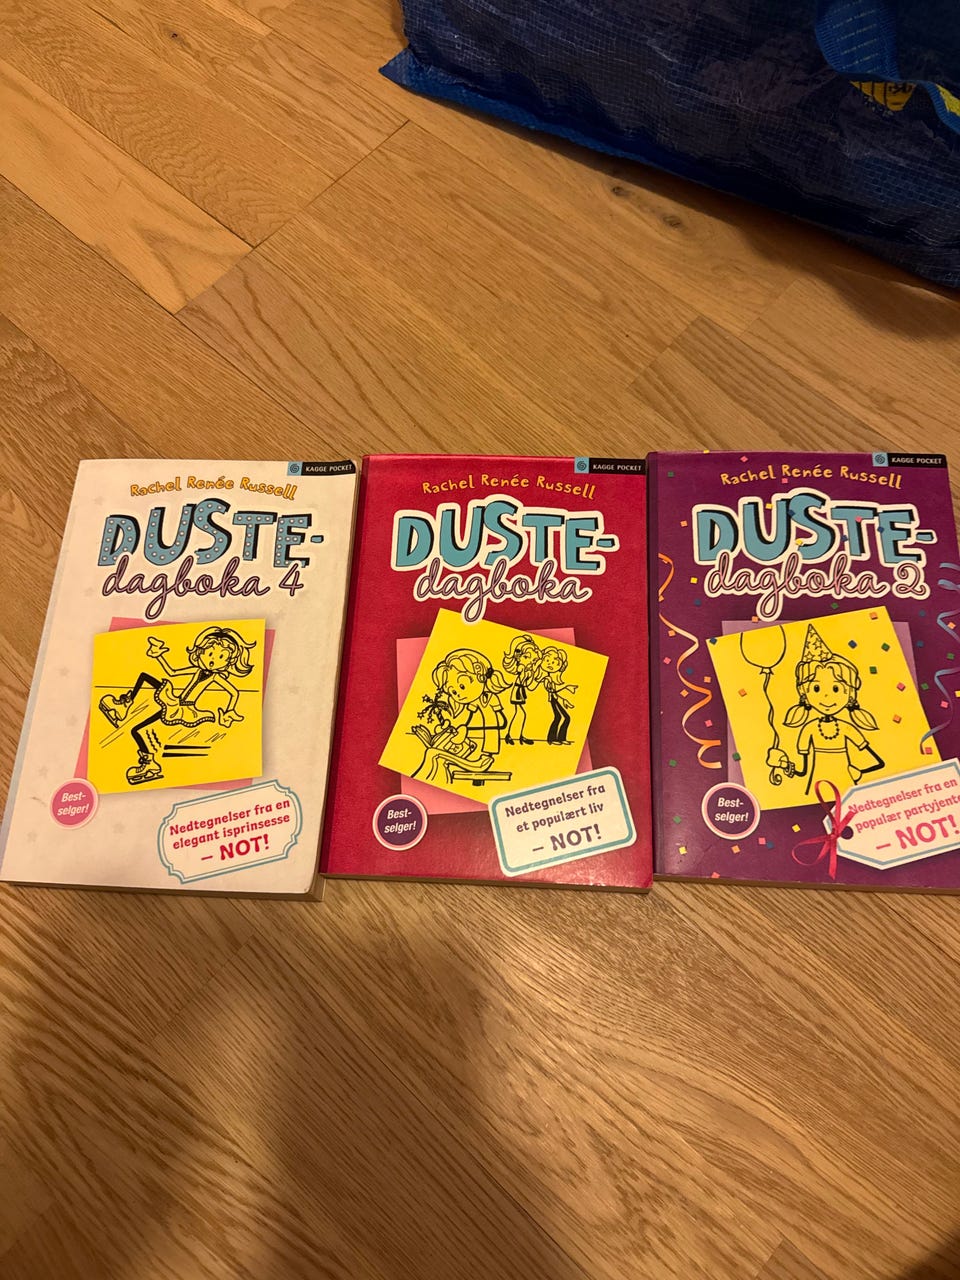 KAGGE POCKET
Rachel Renée Russell
DUSTE-
dagboka 4
Best-
selger!
Nedtegnelser fra en
elegant isprinsesse
– NOT!
KAGGE POCKET
Rachel Renée Russell
DUSTE-
dagboka
Best-
selger!
Nedtegnelser fra
et populært liv
– NOT!
KAGGE POCKET
Rachel Renée Russell
DUSTE-
dagboka 2
Best-
selger!
Nedtegnelser fra en
populær partyjente
– NOT!